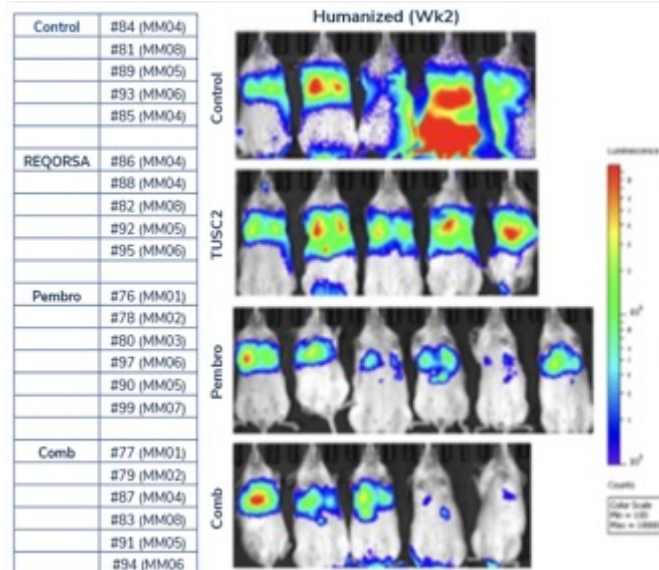 Humanized (Wk2)
Control #84 (MM04)
#81 (MM08)
#89 (MM05)
#93 (MM06)
#85 (MM04)
REQORSA #86 (MM04)
#88 (MM04)
#82 (MM08)
#92 (MM05)
#95 (MM06)
Pembro #76 (MM01)
#78 (MM02)
#80 (MM03)
#97 (MM06)
#90 (MM05)
#99 (MM07)
Comb #77 (MM01)
#79 (MM02)
#87 (MM04)
#83 (MM08)
#91 (MM05)
#94 (MM06
Control
TUSC2
Pembro
Comb
Luminescence
Counts
Color Scale
Min = 100